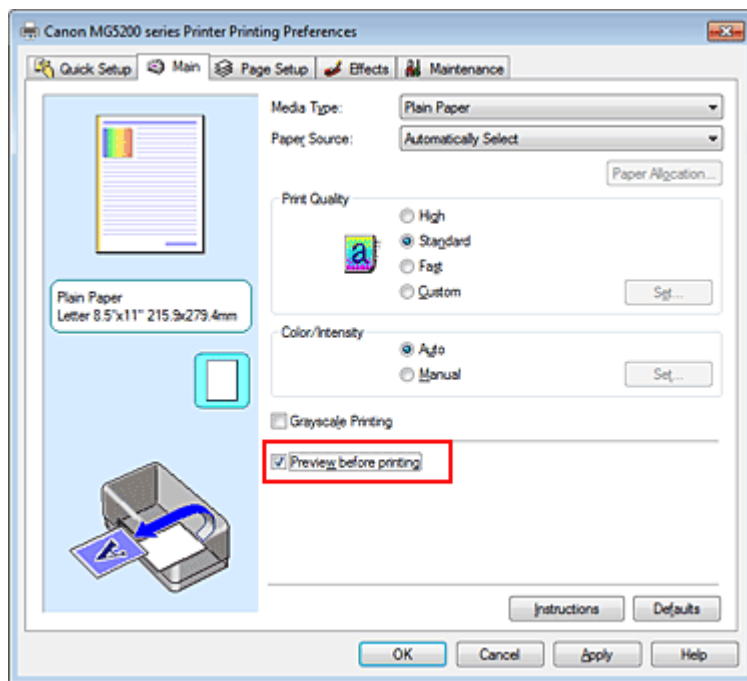 Canon MG5200 series Printer Printing Preferences
Quick Setup Main Page Setup Effects Maintenance
Media Type: Plain Paper
Paper Source: Automatically Select
Paper Allocation...
Print Quality
High
a Standard
Fast
Custom Set...
Plain Paper
Letter 8.5"x11" 215.9x279.4mm
Color/Intensity
Auto
Manual Set...
Grayscale Printing
Preview before printing
A
Instructions Defaults
OK Cancel Apply Help